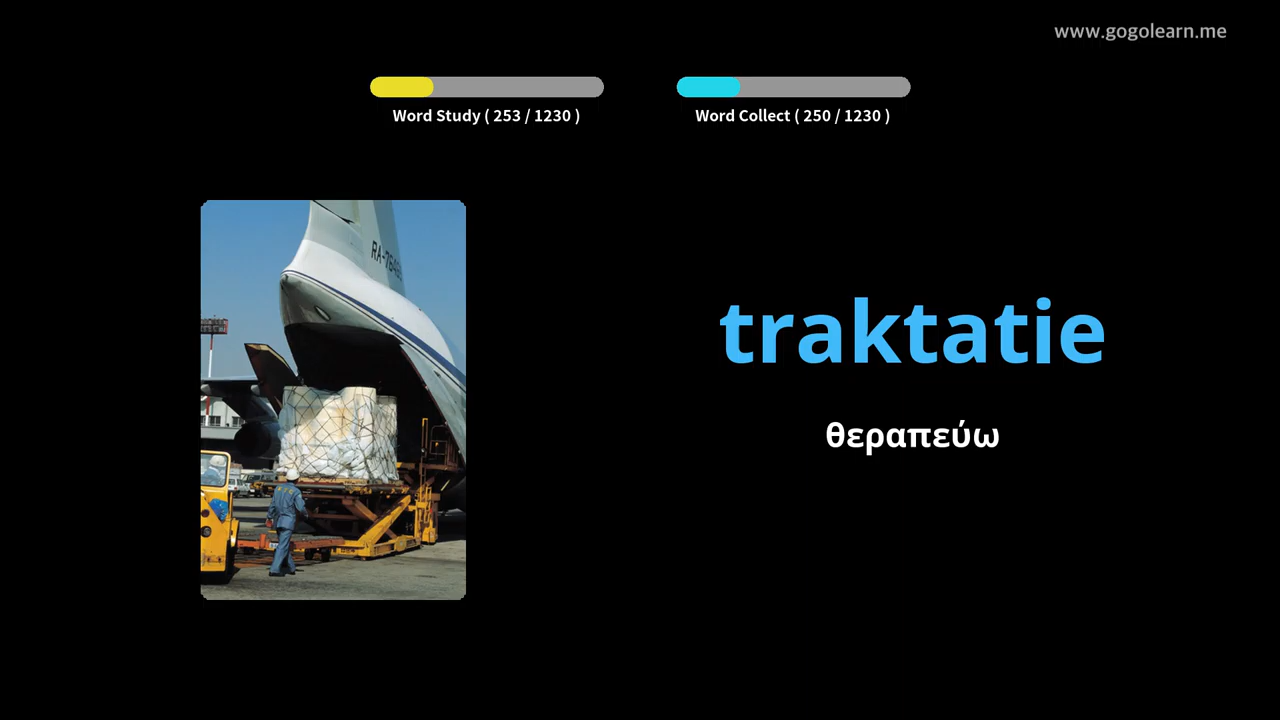 www.gogolearn.me
Word Study ( 253 / 1230 )
Word Collect ( 250 / 1230 )
traktatie
θεραπεύω